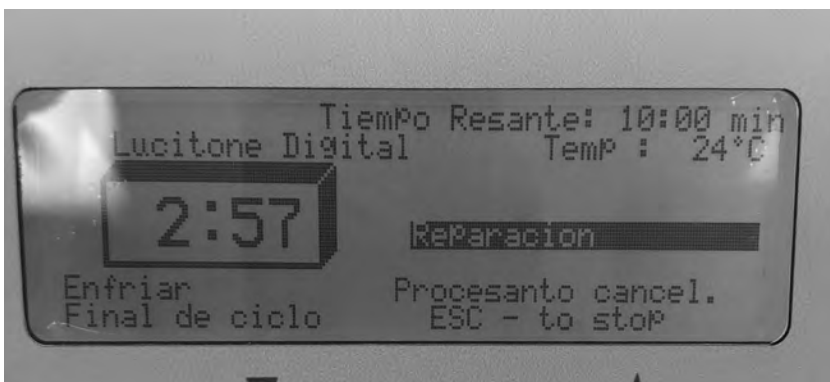 Tiempo Resante: 10:00 min
Lucitone Digital Temp : 24°C
2:57
Reparacion
Enfriar Procesanto cancel.
Final de ciclo ESC - to stop